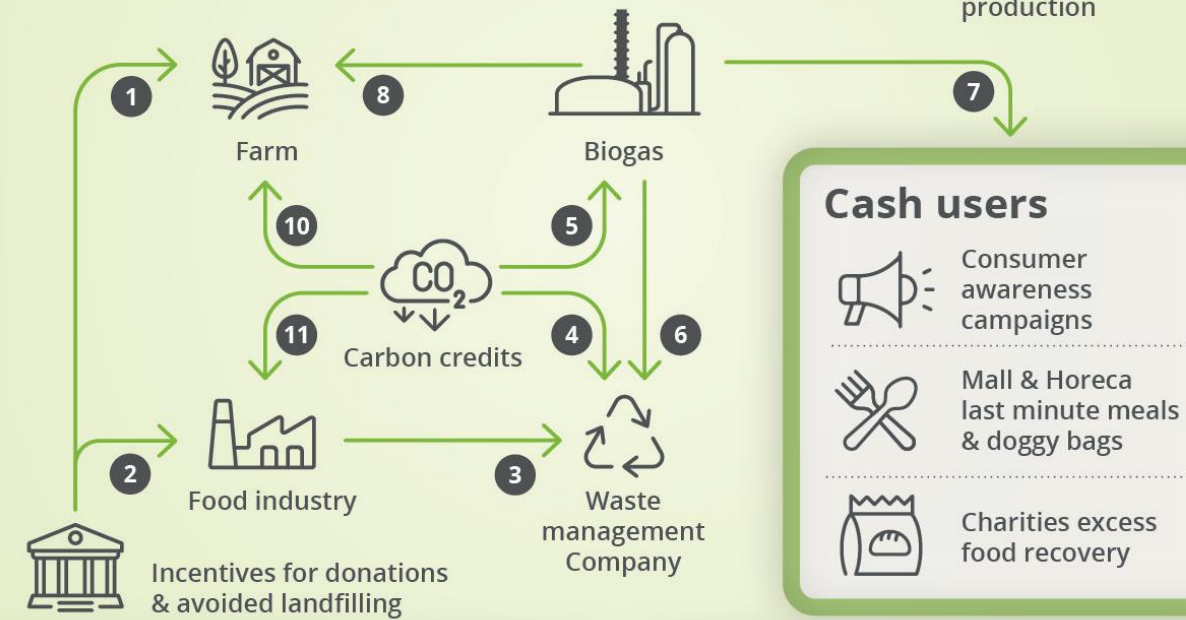 production
1
8
7
Farm
Biogas
10
5
CO2
11
4
6
Carbon credits
2
3
Food industry
Waste
management
Company
Incentives for donations
& avoided landfilling
Cash users
Consumer
awareness
campaigns
Mall & Horeca
last minute meals
& doggy bags
Charities excess
food recovery